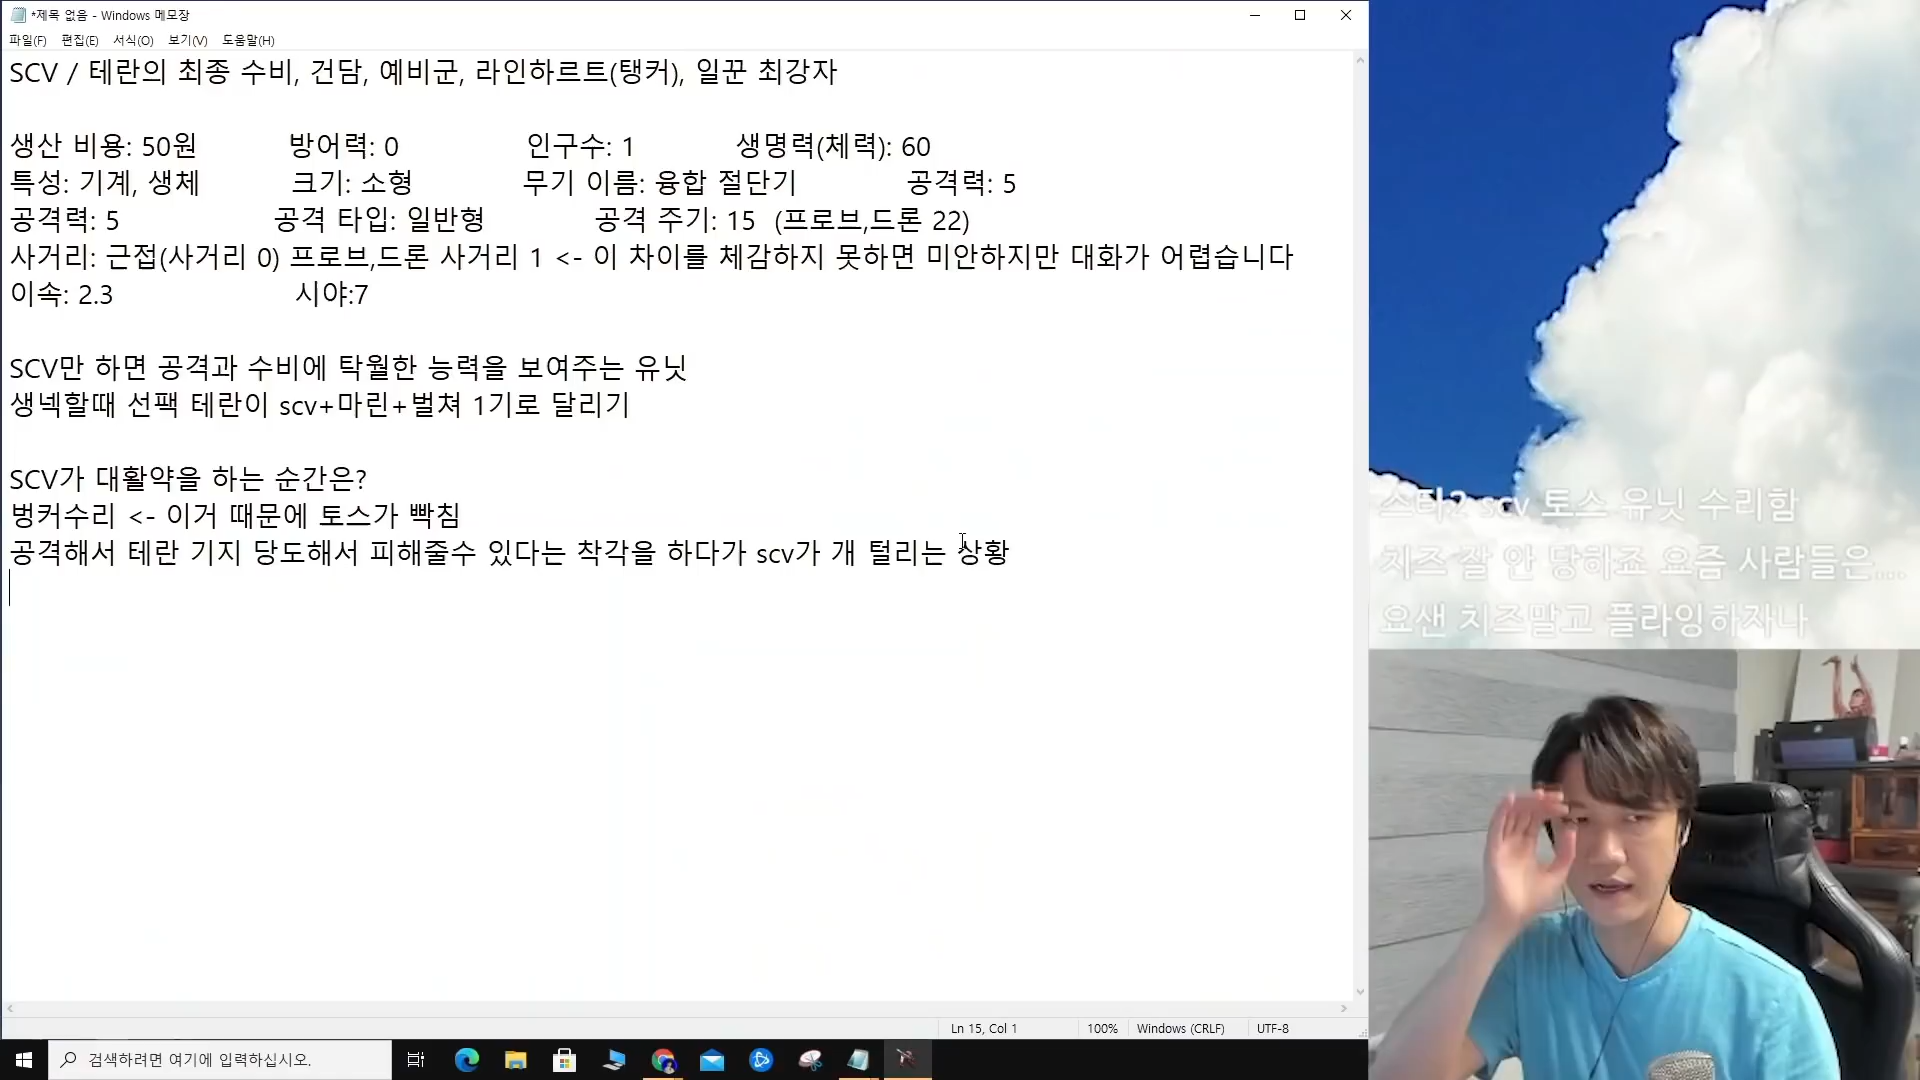 *제목 없음 - Windows 메모장
파일(F) 편집(E) 서식(O) 보기(V) 도움말(H)
SCV / 테란의 최종 수비, 건담, 예비군, 라인하르트(탱커), 일꾼 최강자
생산 비용: 50원 방어력: 0 인구수: 1 생명력(체력): 60
특성: 기계, 생체 크기: 소형 무기 이름: 융합 절단기 공격력: 5
공격력: 5 공격 타입: 일반형 공격 주기: 15 (프로브,드론 22)
사거리: 근접(사거리 0) 프로브,드론 사거리 1 <- 이 차이를 체감하지 못하면 미안하지만 대화가 어렵습니다
이속: 2.3 시야:7
SCV만 하면 공격과 수비에 탁월한 능력을 보여주는 유닛
생넥할때 선팩 테란이 scv+마린+벌쳐 1기로 달리기
SCV가 대활약을 하는 순간은?
벙커수리 <- 이거 때문에 토스가 빡침
공격해서 테란 기지 당도해서 피해줄수 있다는 착각을 하다가 scv가 개 털리는 상황
스타2 scv 토스 유닛 수리함
치즈 잘 안 당해죠 요즘 사람들은....
요샌 치즈말고 플라잉하자나
Ln 15, Col 1 100% Windows (CRLF) UTF-8
검색하려면 여기에 입력하십시오.